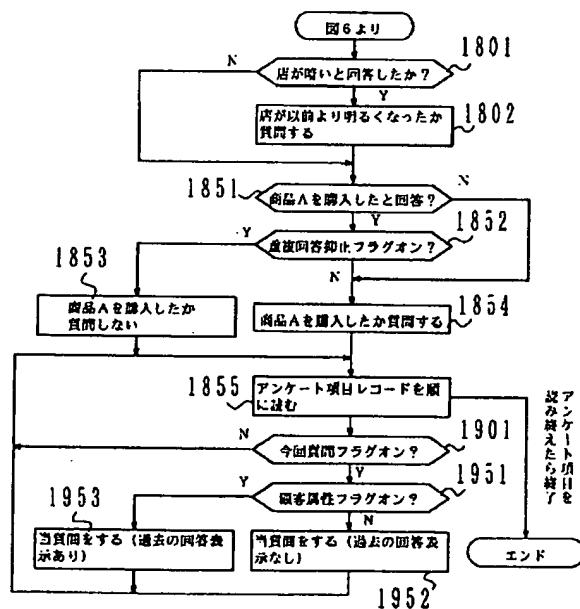 図6より
1801
N
店が暗いと回答したか？
Y
店が以前より明るくなったか
質問する
1802
1851
商品Aを購入したと回答？
N
Y
1852
Y
重複回答抑止フラグオン？
1853
N
商品Aを購入したか
質問しない
商品Aを購入したか質問する
1854
アンケート項目レコードを順
に読む
1855
アンケート項目を
読み終えたら終了
N
今回質問フラグオン？
1901
Y
1951
Y
顧客属性フラグオン？
1953
N
当質問をする（過去の回答表
示あり）
当質問をする（過去の回答表
示なし）
エンド
1952